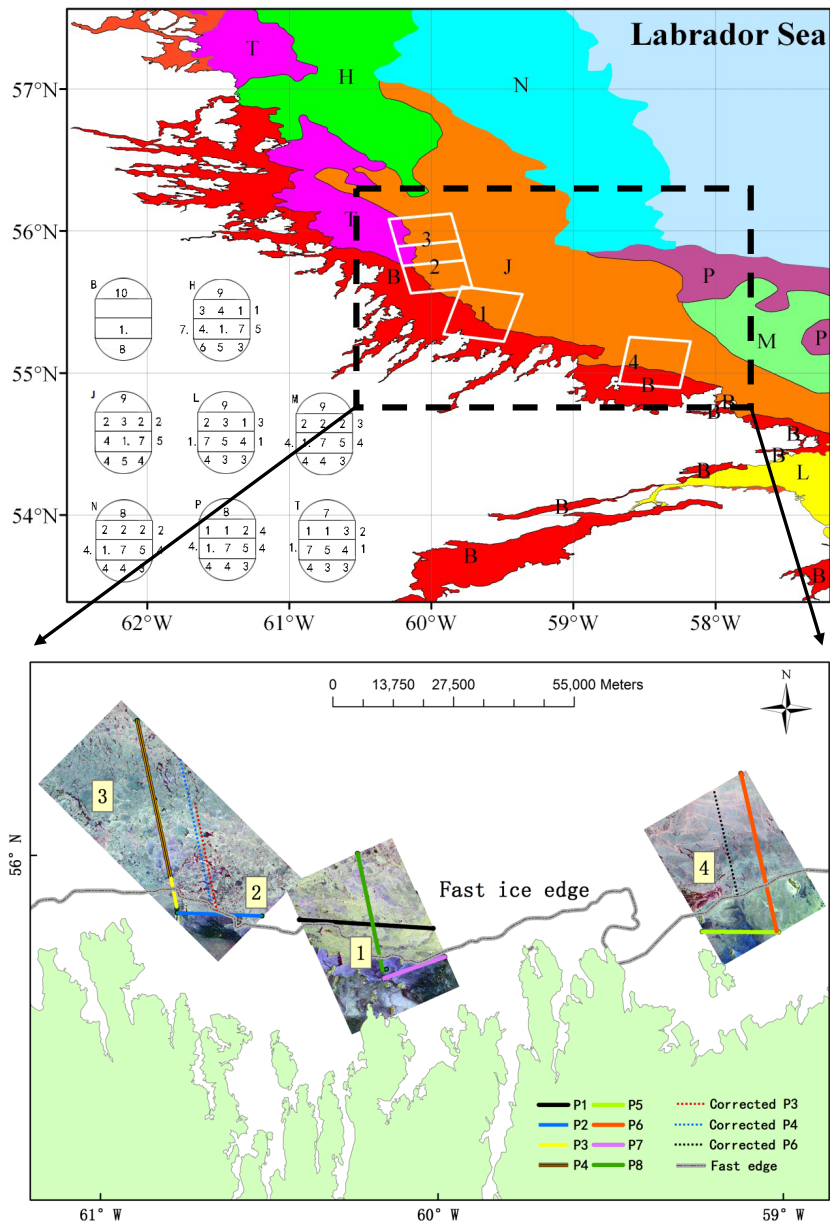 Labrador Sea
57°N
56°N
55°N
54°N
62°W
61°W
60°W
59°W
58°W
T
H
N
T
3
2
B
J
1
4
P
M
P
B
B
B
B
B
B
L
B
B
B
B
10
1.
8
H
9
3 4 1 1
7. 4. 1. 7 5
6 5 3
J
9
2 3 2 2
4 1. 7 5
4 5 4
L
9
2 3 1 3
1. 7 5 4 1
4 3 3
M
9
2 2 2 3
4. 1. 7 5 4
4 4 3
N
8
2 2 2 4
4. 1. 7 5 4
4 4 3
P
8
1 1 2 4
4. 1. 7 5 4
4 4 3
T
7
1 1 3 2
1. 7 5 4 1
4 3 3
0 13,750 27,500 55,000 Meters
N
3
2
1
4
Fast ice edge
56° N
P1 P5 Corrected P3
P2 P6 Corrected P4
P3 P7 Corrected P6
P4 P8 Fast edge
61° W
60° W
59° W